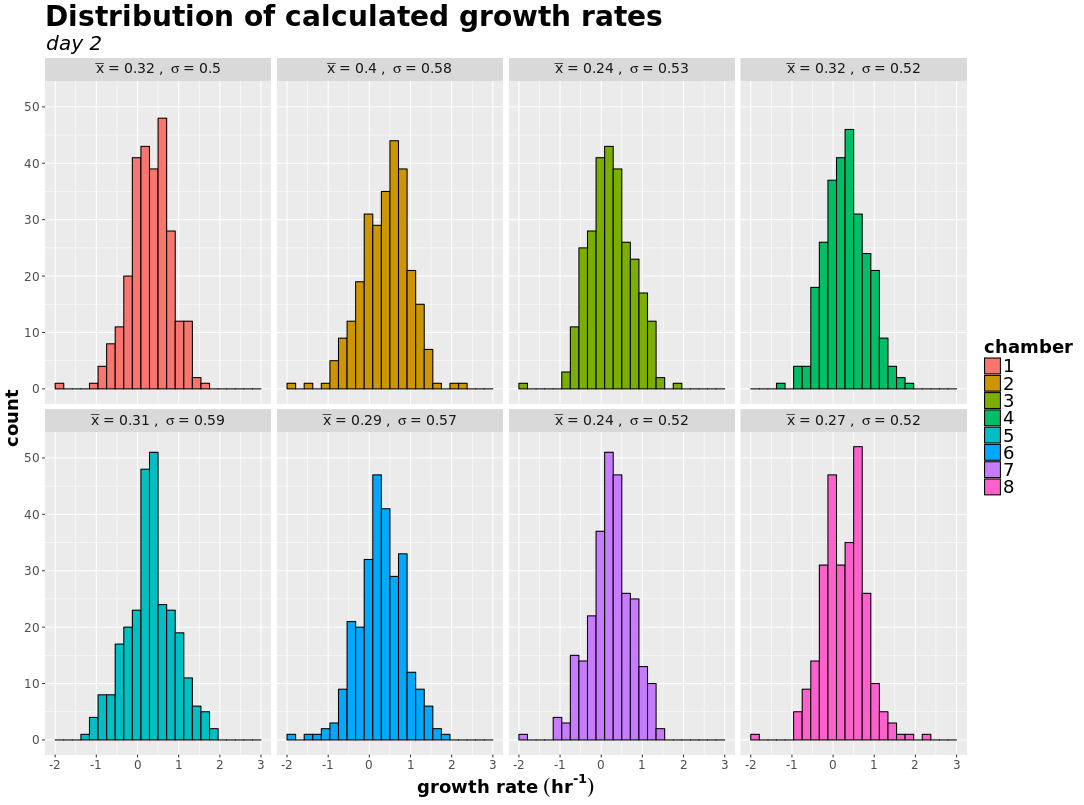 Distribution of calculated growth rates
day 2
x̅ = 0.32 , σ = 0.5
x̅ = 0.4 , σ = 0.58
x̅ = 0.24 , σ = 0.53
x̅ = 0.32 , σ = 0.52
50
40
30
20
10
0
x̅ = 0.31 , σ = 0.59
x̅ = 0.29 , σ = 0.57
x̅ = 0.24 , σ = 0.52
x̅ = 0.27 , σ = 0.52
50
40
30
20
10
0
-2 -1 0 1 2 3
-2 -1 0 1 2 3
-2 -1 0 1 2 3
-2 -1 0 1 2 3
count
growth rate (hr⁻¹)
chamber
1
2
3
4
5
6
7
8